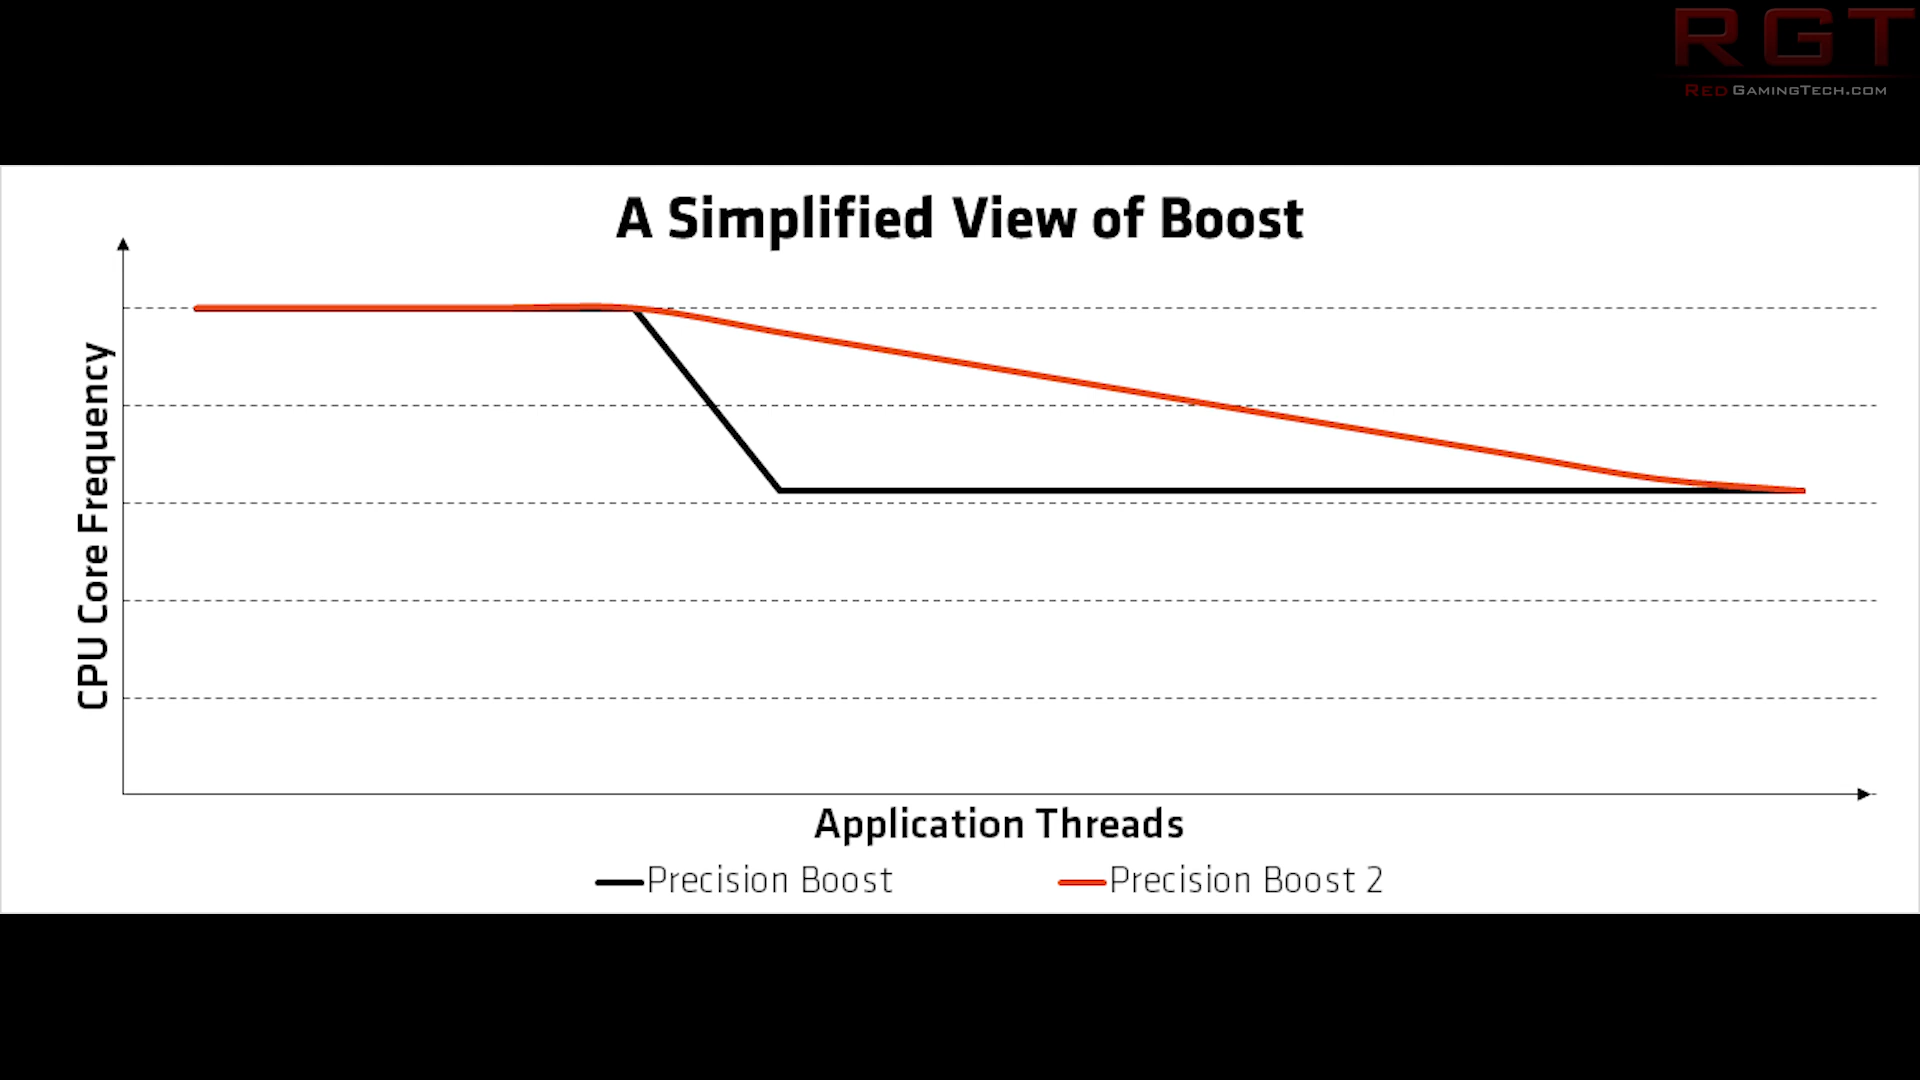 RGT
RED GAMINGTECH.COM
A Simplified View of Boost
CPU Core Frequency
Application Threads
Precision Boost
Precision Boost 2